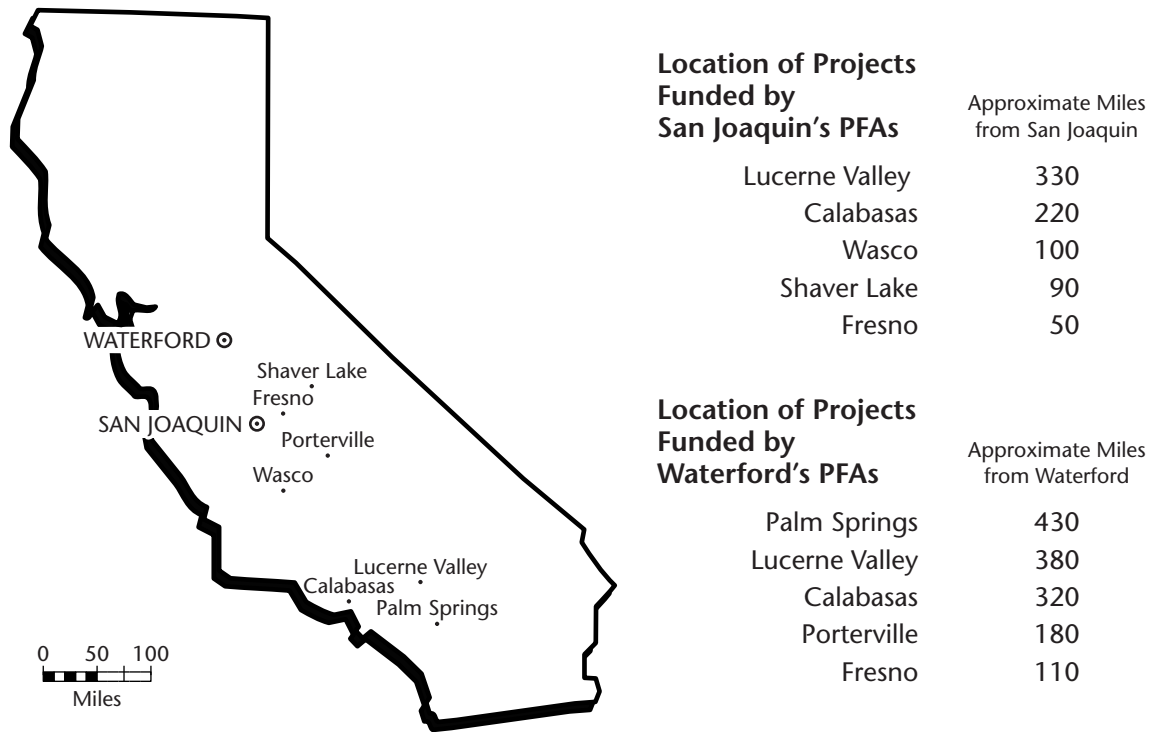 WATERFORD
Shaver Lake
Fresno
SAN JOAQUIN
Porterville
Wasco
Lucerne Valley
Calabasas
Palm Springs
0 50 100
Miles
Location of Projects
Funded by
San Joaquin’s PFAs
Approximate Miles
from San Joaquin
Lucerne Valley 330
Calabasas 220
Wasco 100
Shaver Lake 90
Fresno 50
Location of Projects
Funded by
Waterford’s PFAs
Approximate Miles
from Waterford
Palm Springs 430
Lucerne Valley 380
Calabasas 320
Porterville 180
Fresno 110